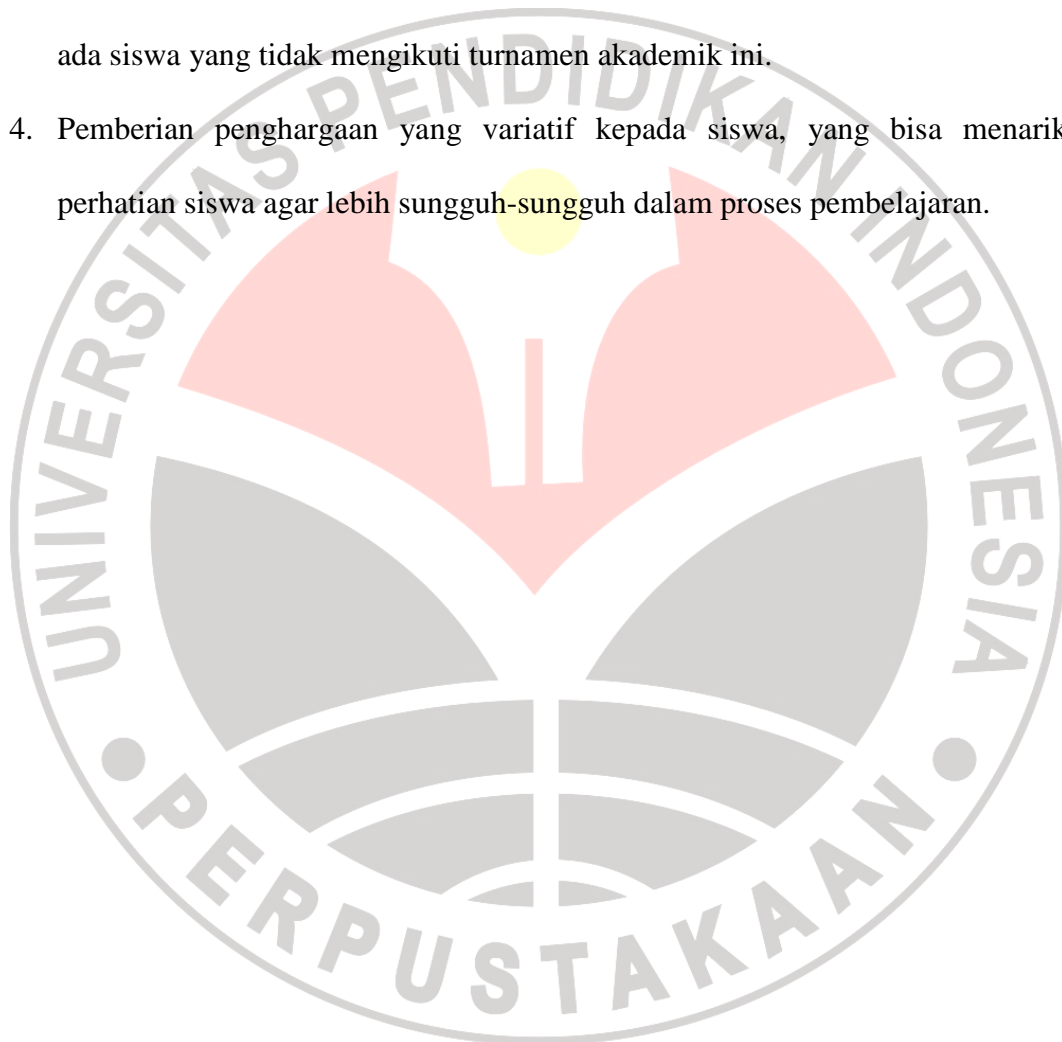 ada siswa yang tidak mengikuti turnamen akademik ini.
4. Pemberian penghargaan yang variatif kepada siswa, yang bisa menarik
perhatian siswa agar lebih sungguh-sungguh dalam proses pembelajaran.
UNIVERSITAS PENDIDIKAN INDONESIA
PERPUSTAKAAN